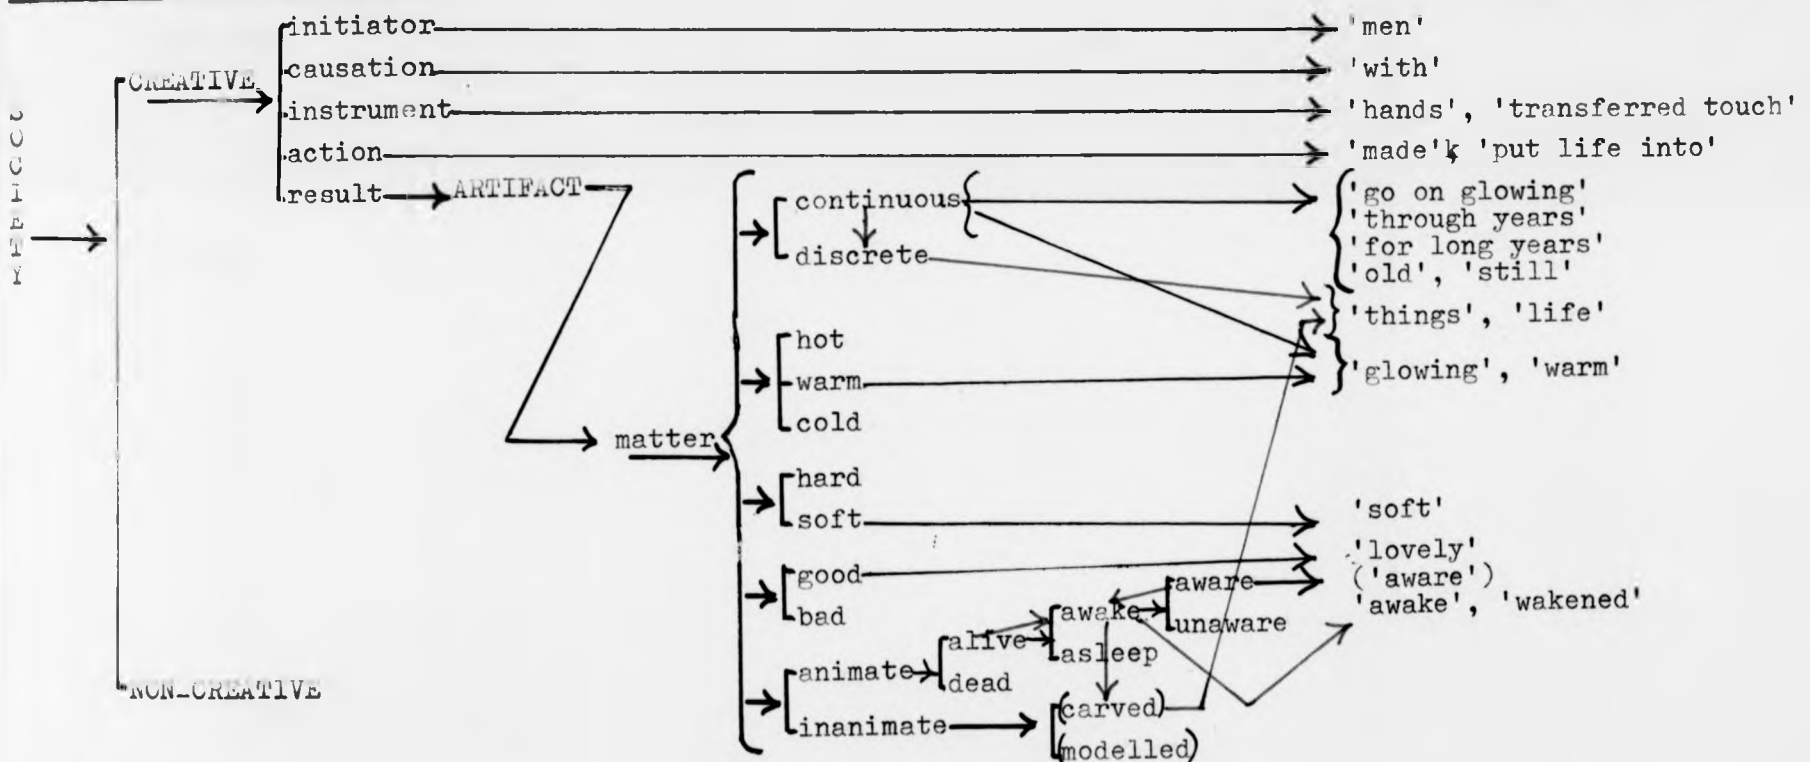 SOCIETY
CREATIVE
initiator
causation
instrument
action
result
ARTIFACT
'men'
'with'
'hands', 'transferred touch'
'made'k 'put life into'
matter
continuous
discrete
hot
warm
cold
hard
soft
good
bad
animate
inanimate
alive
dead
awake
asleep
aware
unaware
(carved)
(modelled)
'go on glowing'
'through years'
'for long years'
'old', 'still'
'things', 'life'
'glowing', 'warm'
'soft'
'lovely'
('aware')
'awake', 'wakened'
NON-CREATIVE